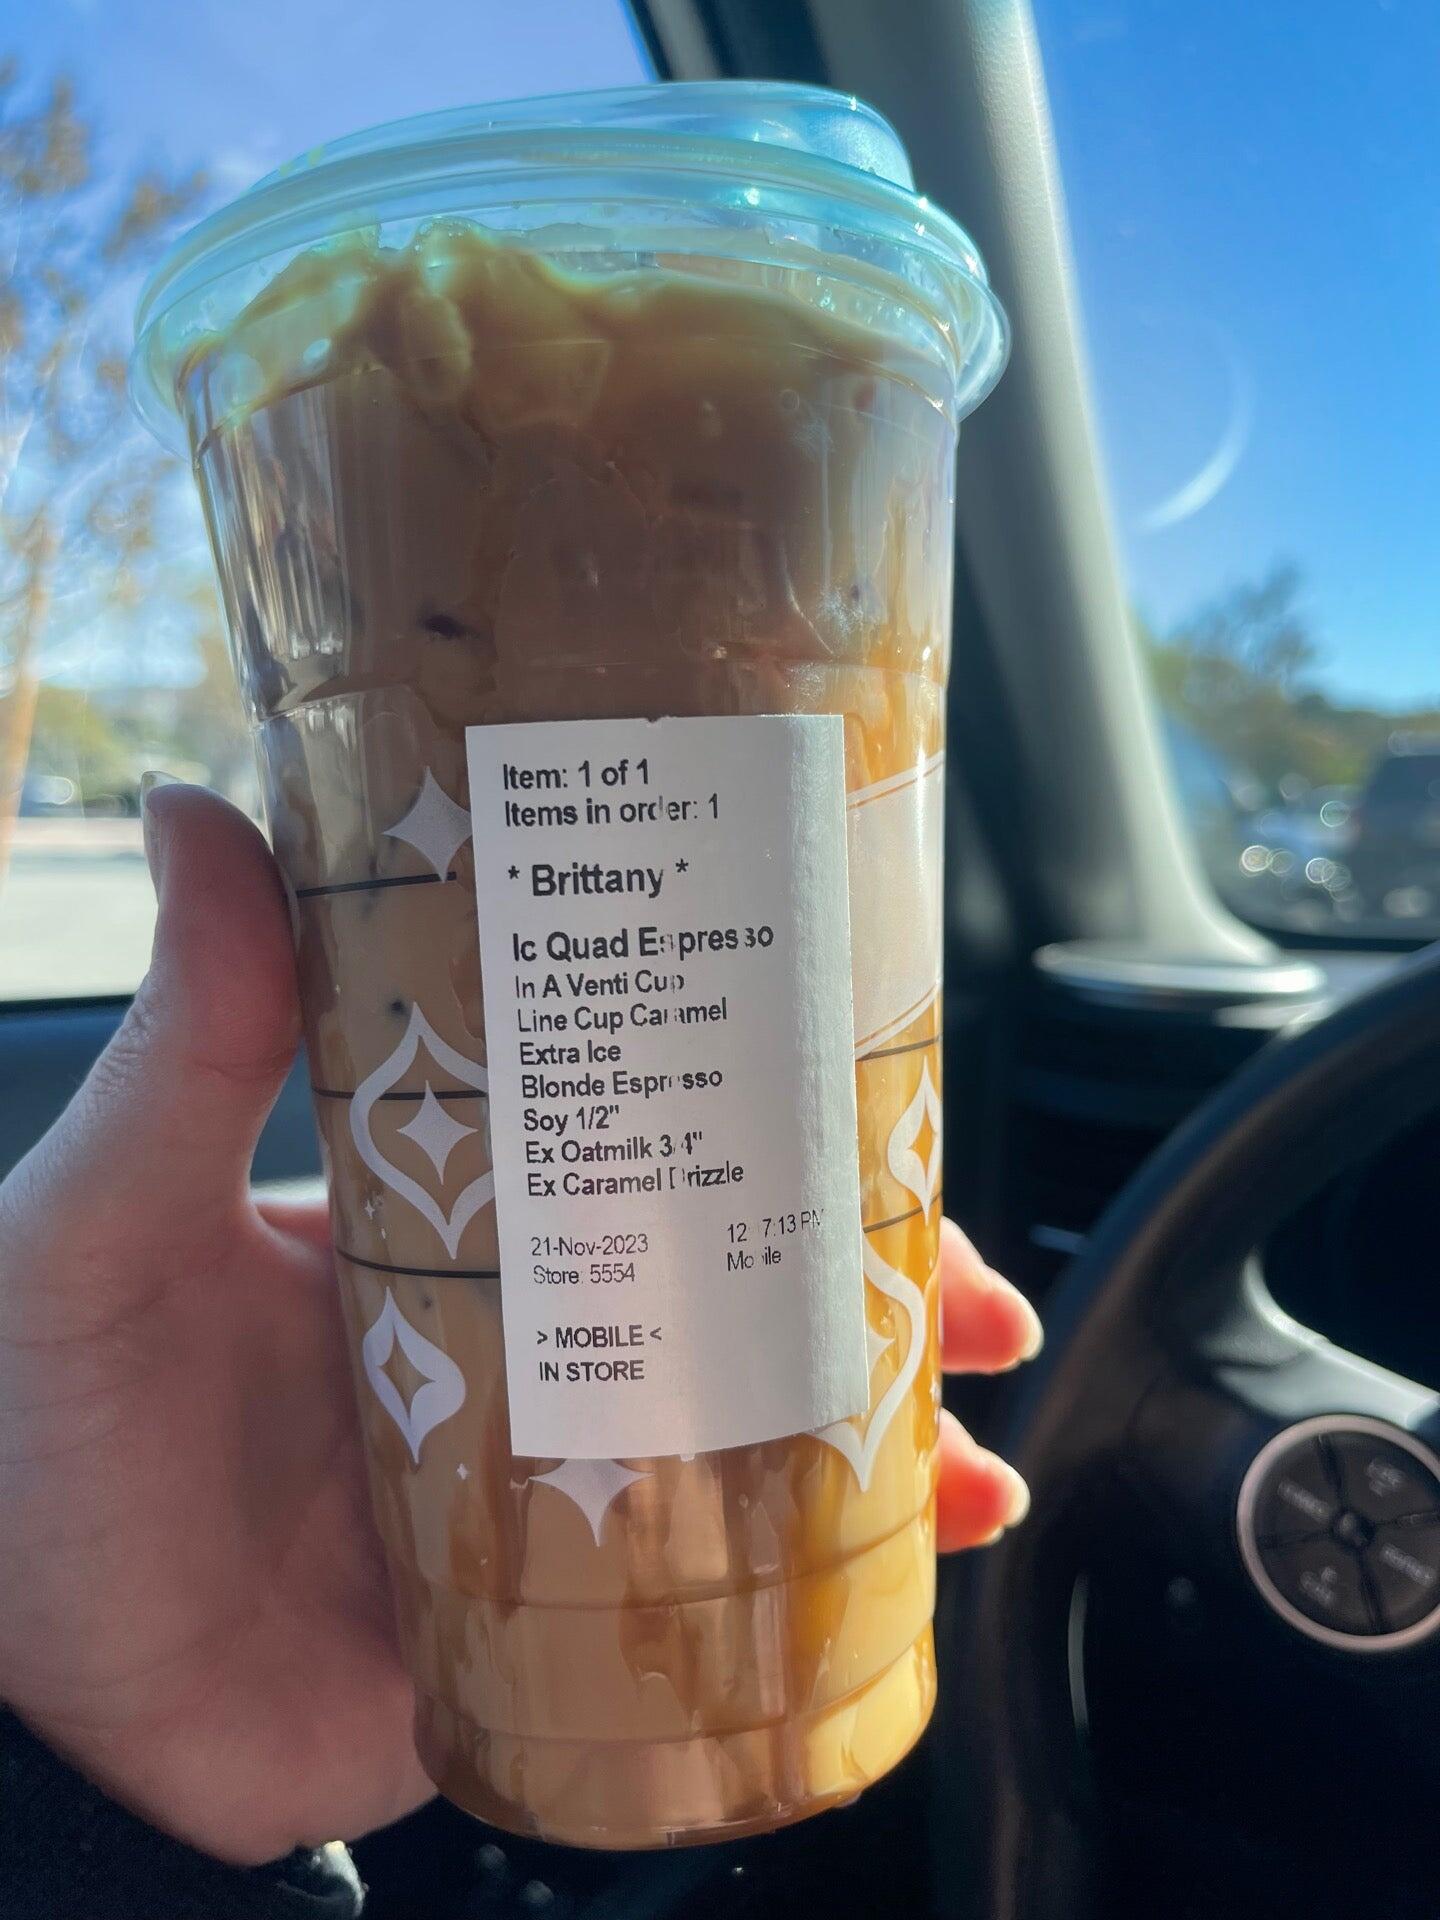 Item: 1 of 1
Items in order: 1
* Brittany *
Ic Quad Espresso
In A Venti Cup
Line Cup Caramel
Extra Ice
Blonde Espresso
Soy 1/2"
Ex Oatmilk 3/4"
Ex Caramel Drizzle
21-Nov-2023
Store: 5554
Mobile
> MOBILE <
IN STORE